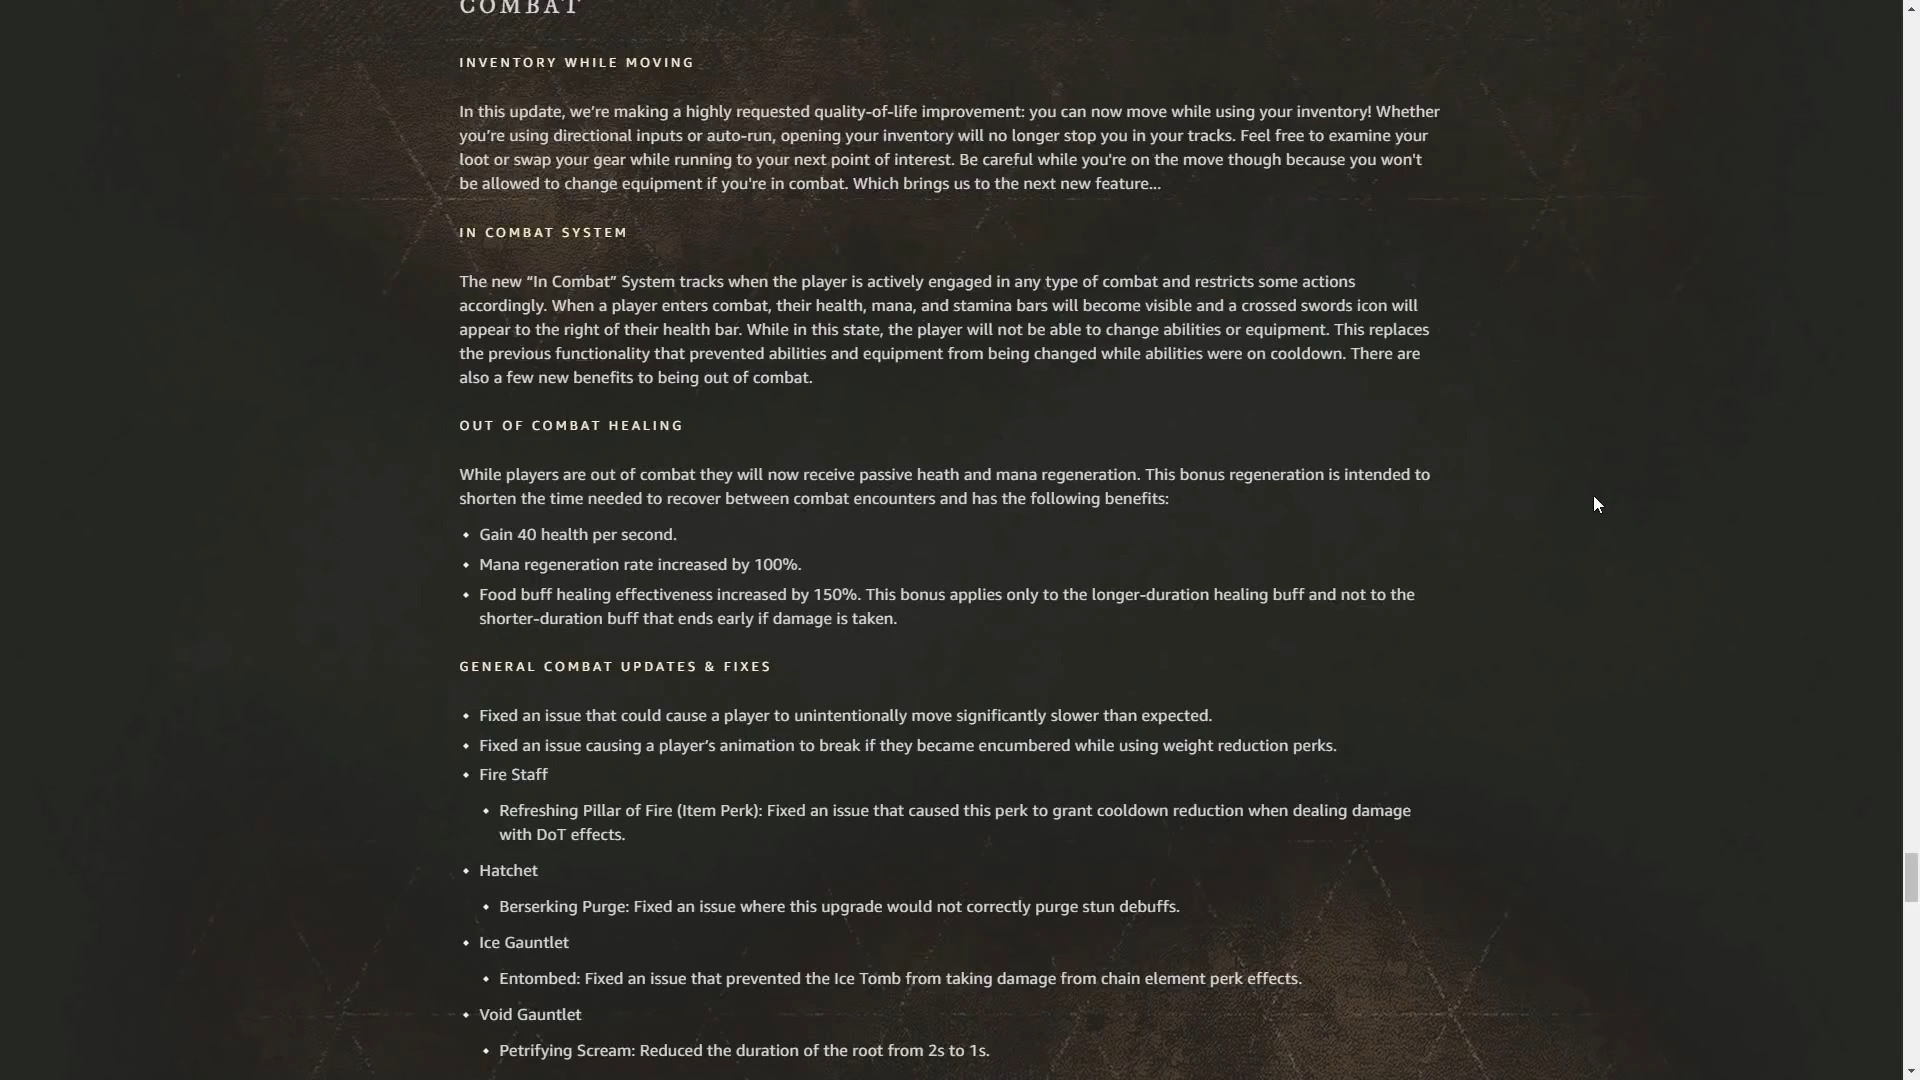 COMBAT
INVENTORY WHILE MOVING
In this update, we’re making a highly requested quality-of-life improvement: you can now move while using your inventory! Whether
you’re using directional inputs or auto-run, opening your inventory will no longer stop you in your tracks. Feel free to examine your
loot or swap your gear while running to your next point of interest. Be careful while you're on the move though because you won't
be allowed to change equipment if you're in combat. Which brings us to the next new feature...
IN COMBAT SYSTEM
The new “In Combat” System tracks when the player is actively engaged in any type of combat and restricts some actions
accordingly. When a player enters combat, their health, mana, and stamina bars will become visible and a crossed swords icon will
appear to the right of their health bar. While in this state, the player will not be able to change abilities or equipment. This replaces
the previous functionality that prevented abilities and equipment from being changed while abilities were on cooldown. There are
also a few new benefits to being out of combat.
OUT OF COMBAT HEALING
While players are out of combat they will now receive passive heath and mana regeneration. This bonus regeneration is intended to
shorten the time needed to recover between combat encounters and has the following benefits:
• Gain 40 health per second.
• Mana regeneration rate increased by 100%.
• Food buff healing effectiveness increased by 150%. This bonus applies only to the longer-duration healing buff and not to the
shorter-duration buff that ends early if damage is taken.
GENERAL COMBAT UPDATES & FIXES
• Fixed an issue that could cause a player to unintentionally move significantly slower than expected.
• Fixed an issue causing a player’s animation to break if they became encumbered while using weight reduction perks.
• Fire Staff
• Refreshing Pillar of Fire (Item Perk): Fixed an issue that caused this perk to grant cooldown reduction when dealing damage
with DoT effects.
• Hatchet
• Berserking Purge: Fixed an issue where this upgrade would not correctly purge stun debuffs.
• Ice Gauntlet
• Entombed: Fixed an issue that prevented the Ice Tomb from taking damage from chain element perk effects.
• Void Gauntlet
• Petrifying Scream: Reduced the duration of the root from 2s to 1s.